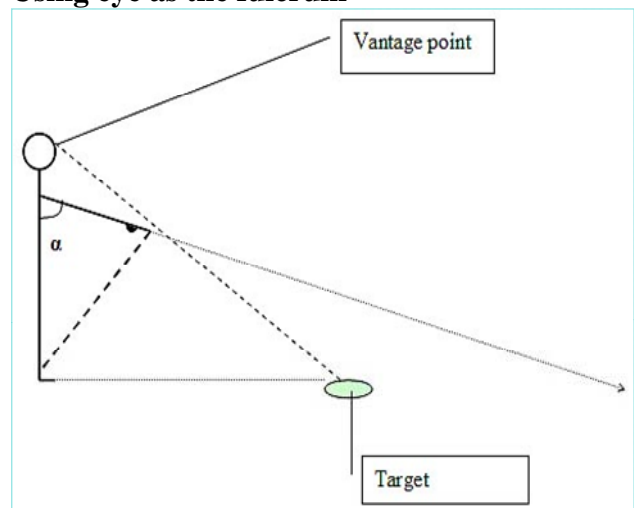 Using eye as the fulcrum
Vantage point
α
Target